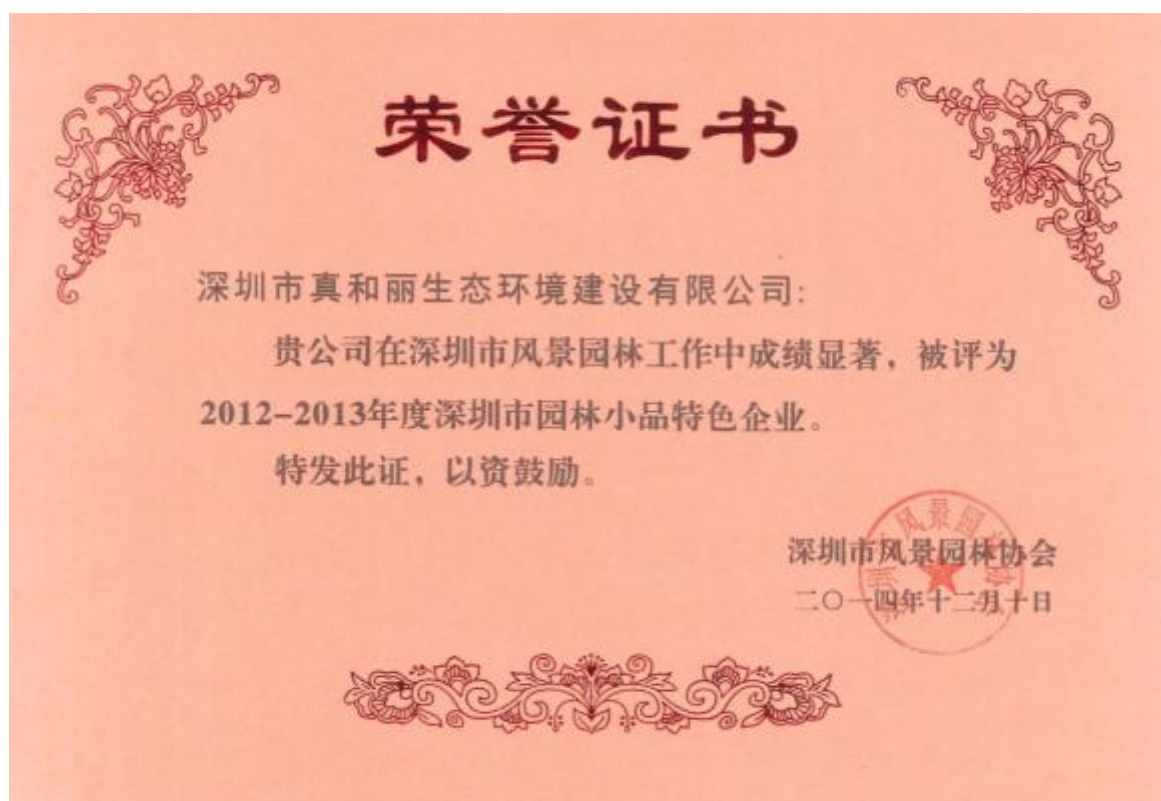 荣誉证书
深圳市真和丽生态环境建设有限公司:
贵公司在深圳市风景园林工作中成绩显著，被评为
2012-2013年度深圳市园林小品特色企业。
特发此证，以资鼓励。
深圳市风景园林协会
二〇一四年十二月十日